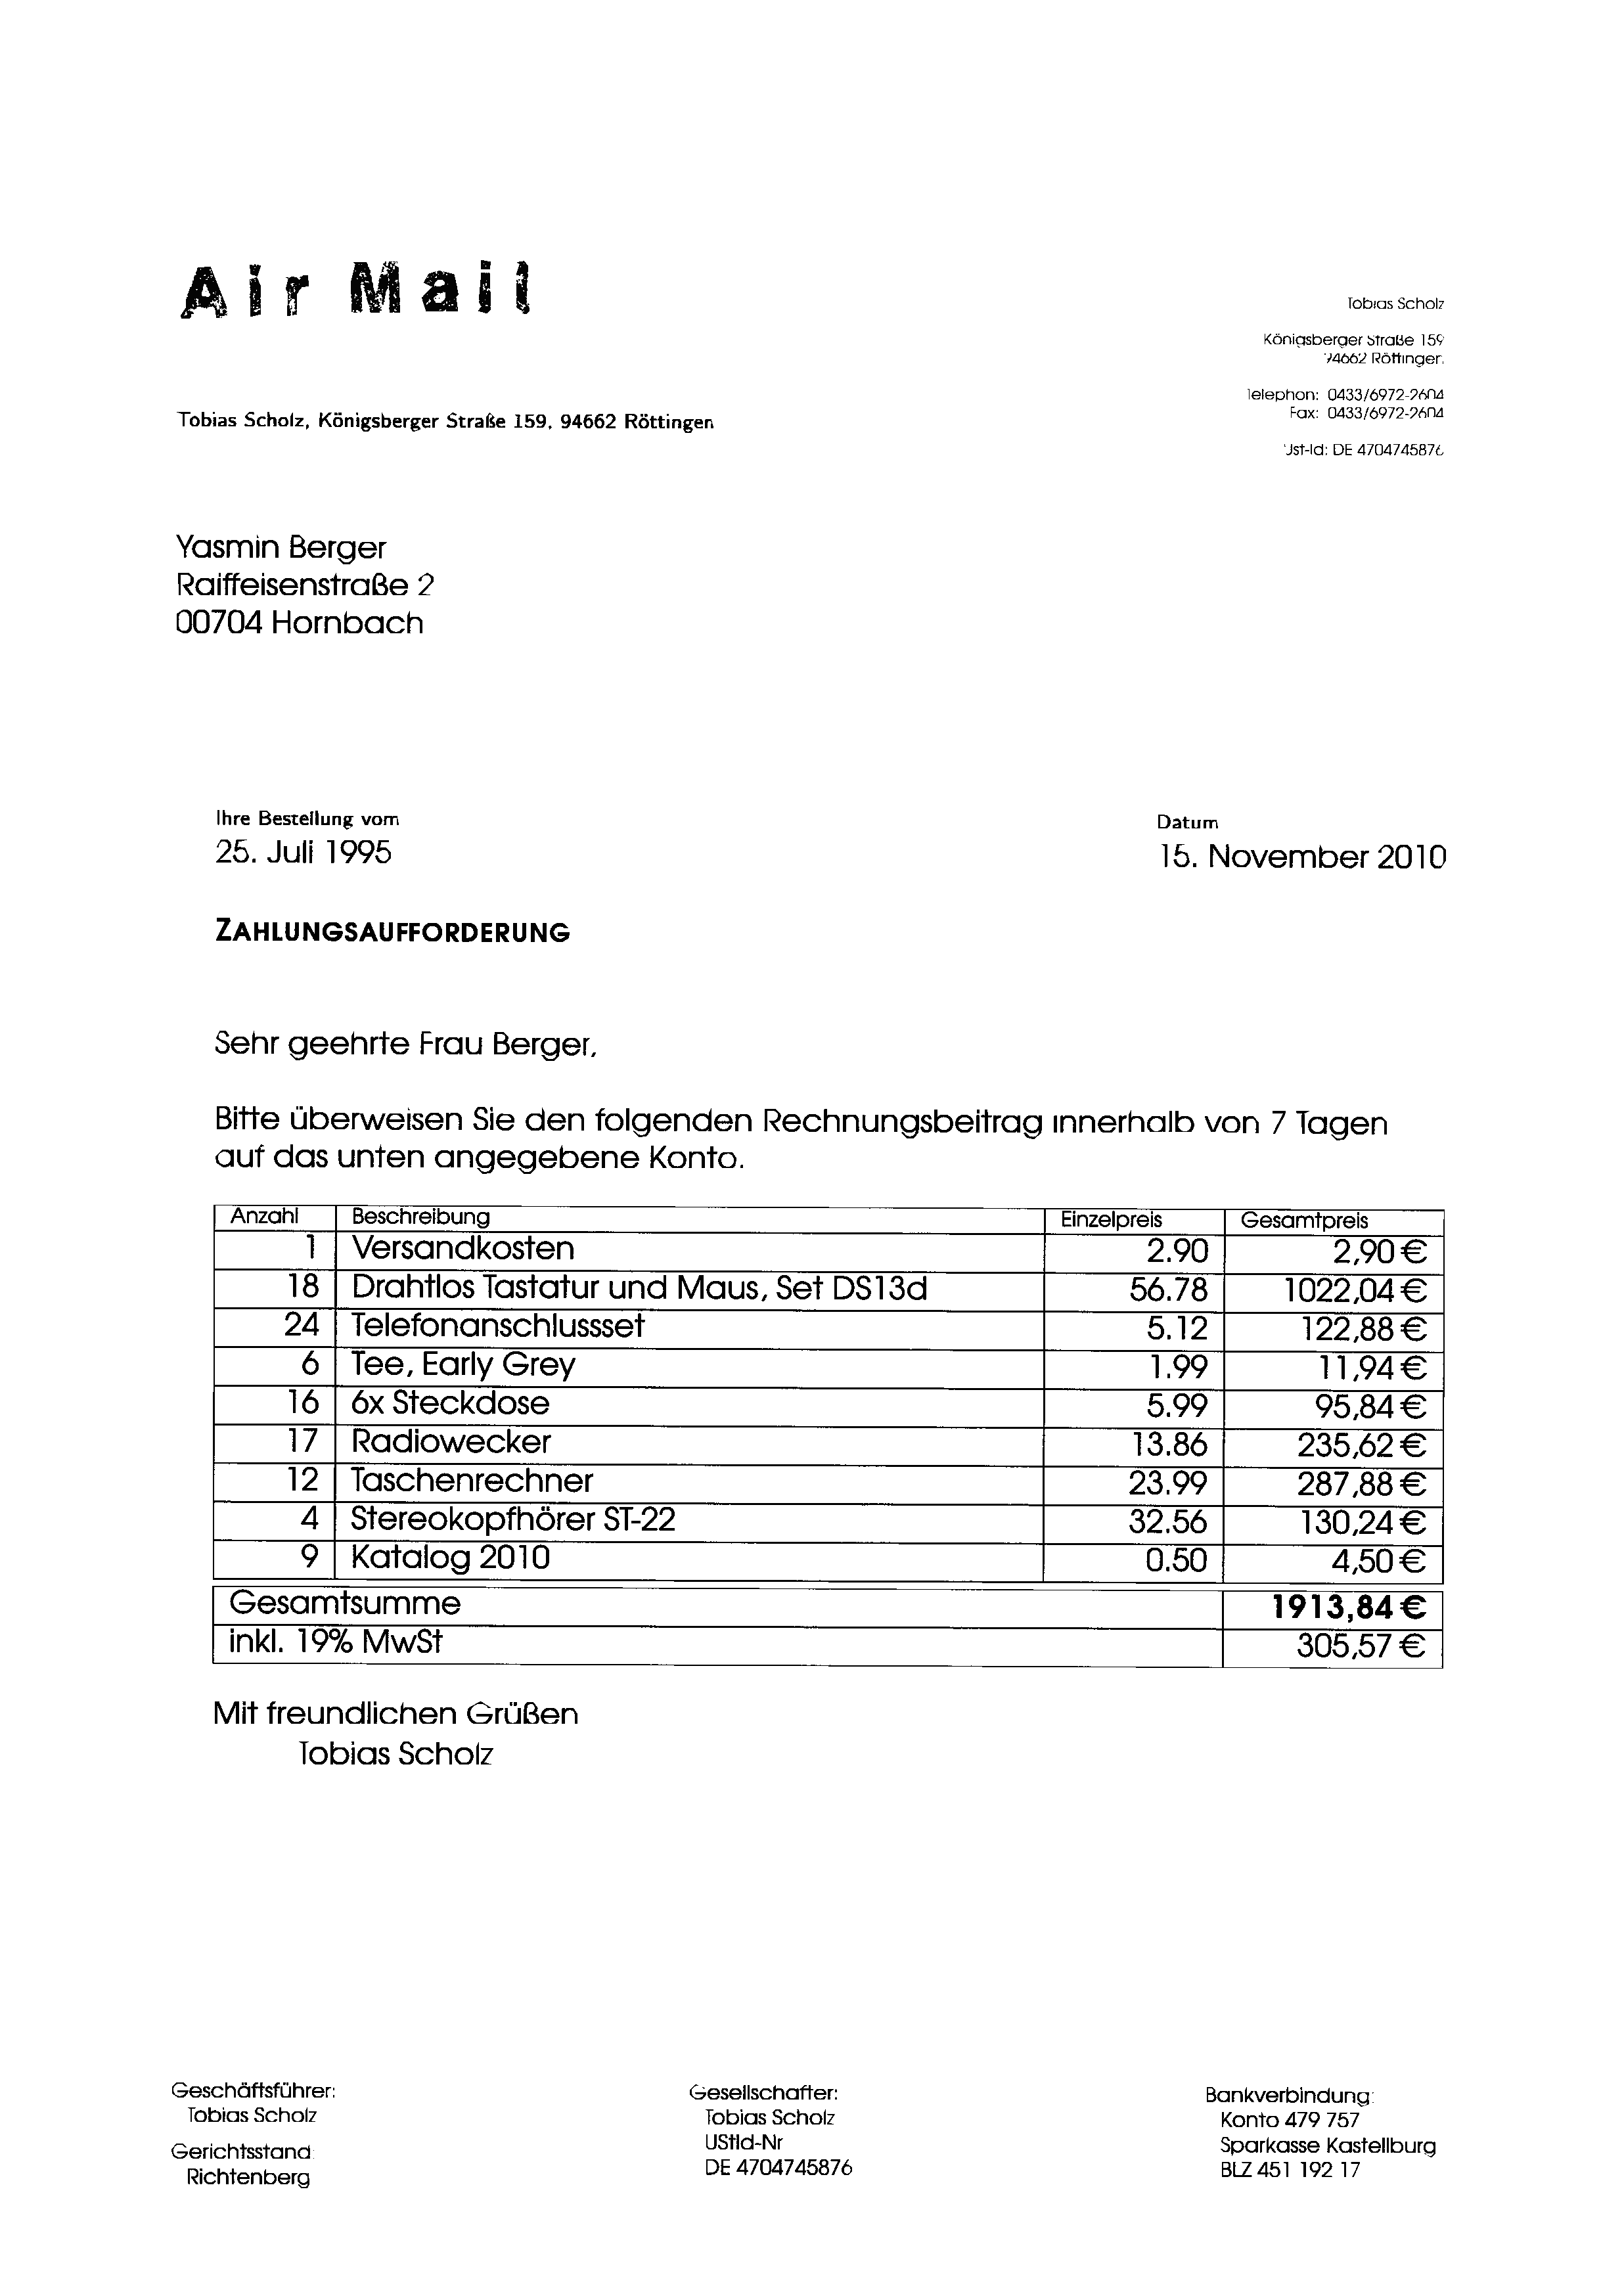 Air Mail
Tobias Scholz
Königsberger Straße 159
94662 Röttingen
Telephon: 0433/6972-2604
Fax: 0433/6972-2604
Ust-Id: DE 4704745876
Tobias Scholz, Königsberger Straße 159, 94662 Röttingen
Yasmin Berger
Raiffeisenstraße 2
00704 Hornbach
Ihre Bestellung vom Datum
25. Juli 1995 15. November 2010
ZAHLUNGSAUFFORDERUNG
Sehr geehrte Frau Berger,
Bitte überweisen Sie den folgenden Rechnungsbeitrag innerhalb von 7 Tagen
auf das unten angegebene Konto.
Anzahl Beschreibung Einzelpreis Gesamtpreis
1 Versandkosten 2.90 2,90 €
18 Drahtlos Tastatur und Maus, Set DS13d 56.78 1022,04 €
24 Telefonanschlussset 5.12 122,88 €
6 Tee, Early Grey 1.99 11,94 €
16 6x Steckdose 5.99 95,84 €
17 Radiowecker 13.86 235,62 €
12 Taschenrechner 23.99 287,88 €
4 Stereokopfhörer ST-22 32.56 130,24 €
9 Katalog 2010 0.50 4,50 €
Gesamtsumme 1913,84 €
inkl. 19% MwSt 305,57 €
Mit freundlichen Grüßen
Tobias Scholz
Geschäftsführer:
Tobias Scholz
Gerichtsstand:
Richtenberg
Gesellschafter:
Tobias Scholz
UStId-Nr
DE 4704745876
Bankverbindung:
Konto 479 757
Sparkasse Kastellburg
BLZ 451 192 17